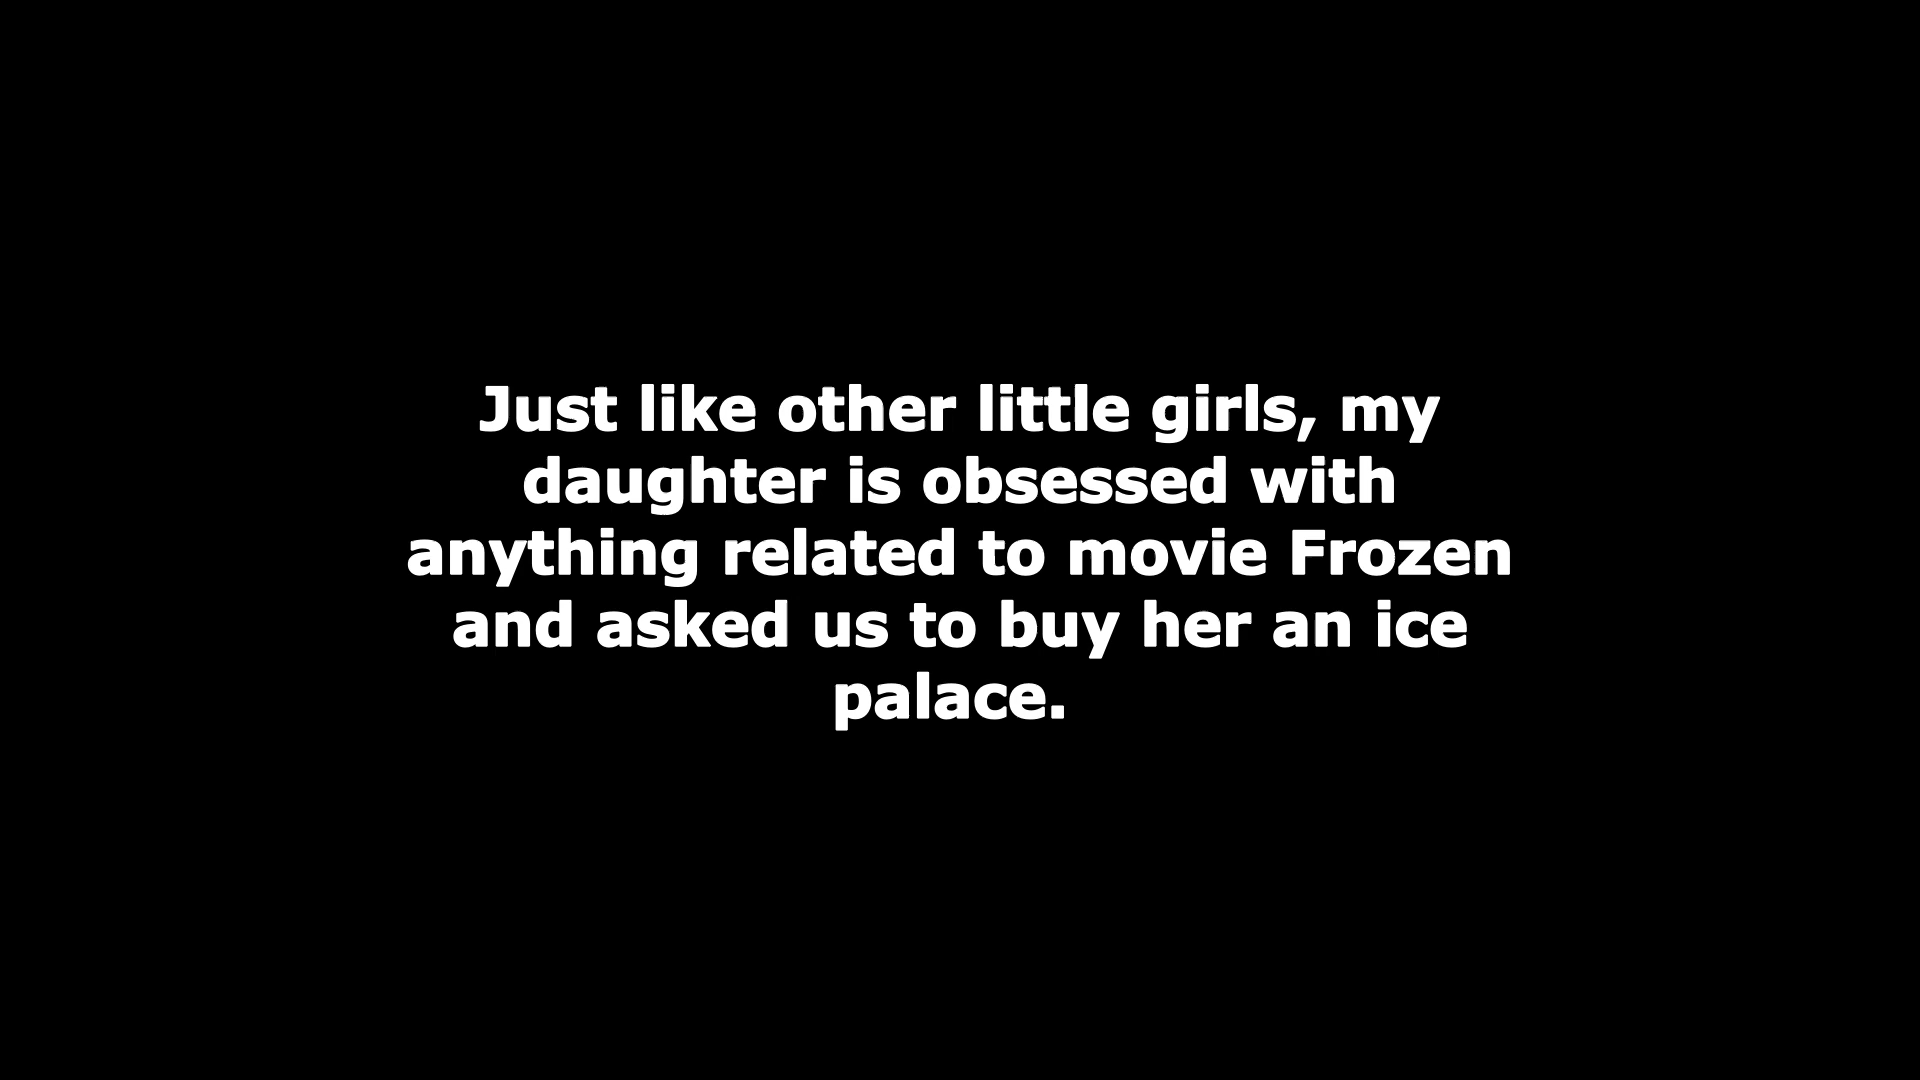 Just like other little girls, my
daughter is obsessed with
anything related to movie Frozen
and asked us to buy her an ice
palace.